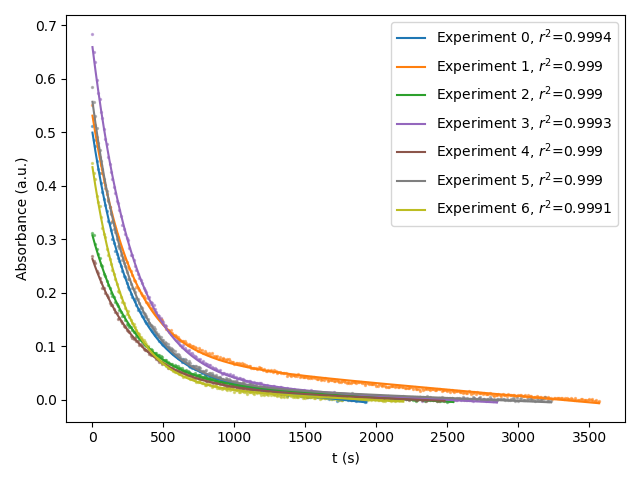 0.7
0.6
0.5
0.4
0.3
0.2
0.1
0.0
Absorbance (a.u.)
Experiment 0, r²=0.9994
Experiment 1, r²=0.999
Experiment 2, r²=0.999
Experiment 3, r²=0.9993
Experiment 4, r²=0.999
Experiment 5, r²=0.999
Experiment 6, r²=0.9991
0 500 1000 1500 2000 2500 3000 3500
t (s)